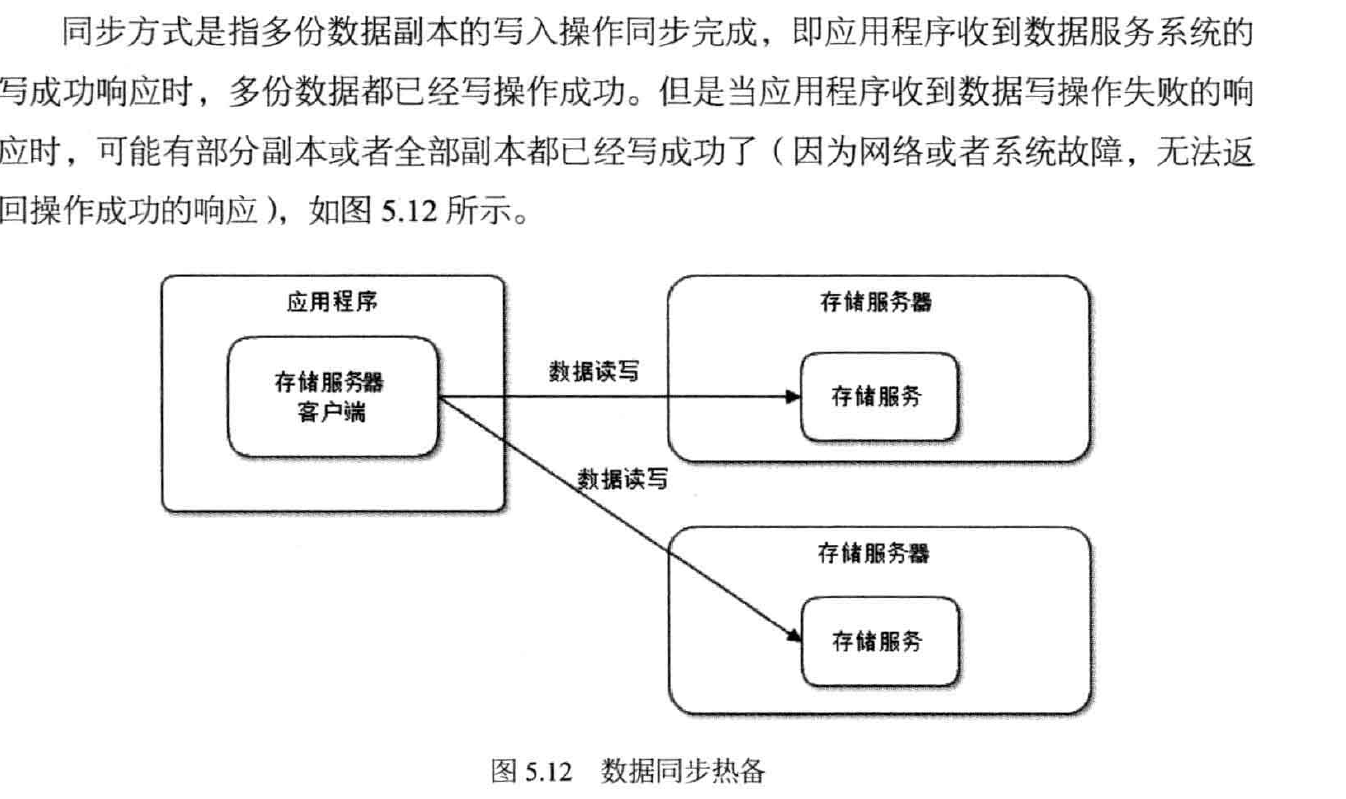 同步方式是指多份数据副本的写入操作同步完成，即应用程序收到数据服务系统的
写成功响应时，多份数据都已经写操作成功。但是当应用程序收到数据写操作失败的响
应时，可能有部分副本或者全部副本都已经写成功了（因为网络或者系统故障，无法返
回操作成功的响应），如图 5.12 所示。
应用程序
存储服务器
存储服务器
客户端
数据读写
存储服务
数据读写
存储服务器
存储服务
图 5.12 数据同步热备